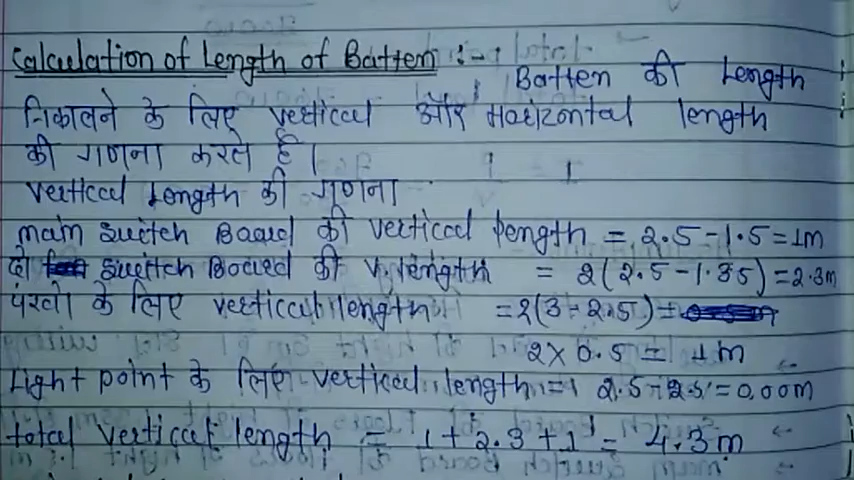 Calculation of Length of Batten :-
Batten की Length
निकालने के लिए vertical और Horizontal length
की गणना करते है।
vertical Length की गणना
main switch Board की vertical length = 2.5-1.5=1m
दो switch Board की v. length = 2(2.5-1.35)=2.3m
पंखो के लिए vertical length = 2(3-2.5)=
2×0.5 = 1m
Light point के लिए vertical length = 2.5-2.5=0.00m
total vertical length = 1+2.3+1 = 4.3m